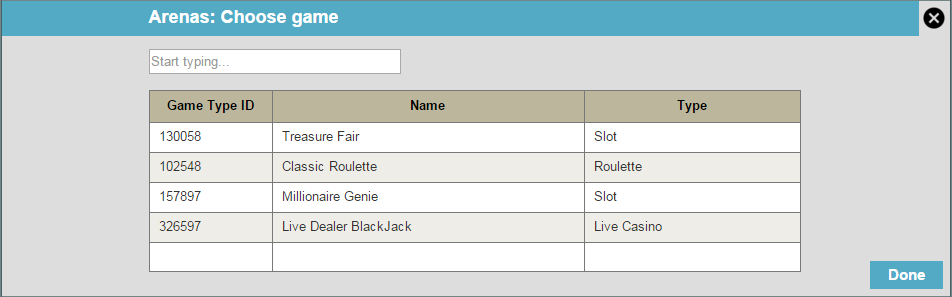 Arenas: Choose game
Start typing...
Game Type ID Name Type
130058 Treasure Fair Slot
102548 Classic Roulette Roulette
157897 Millionaire Genie Slot
326597 Live Dealer BlackJack Live Casino
Done